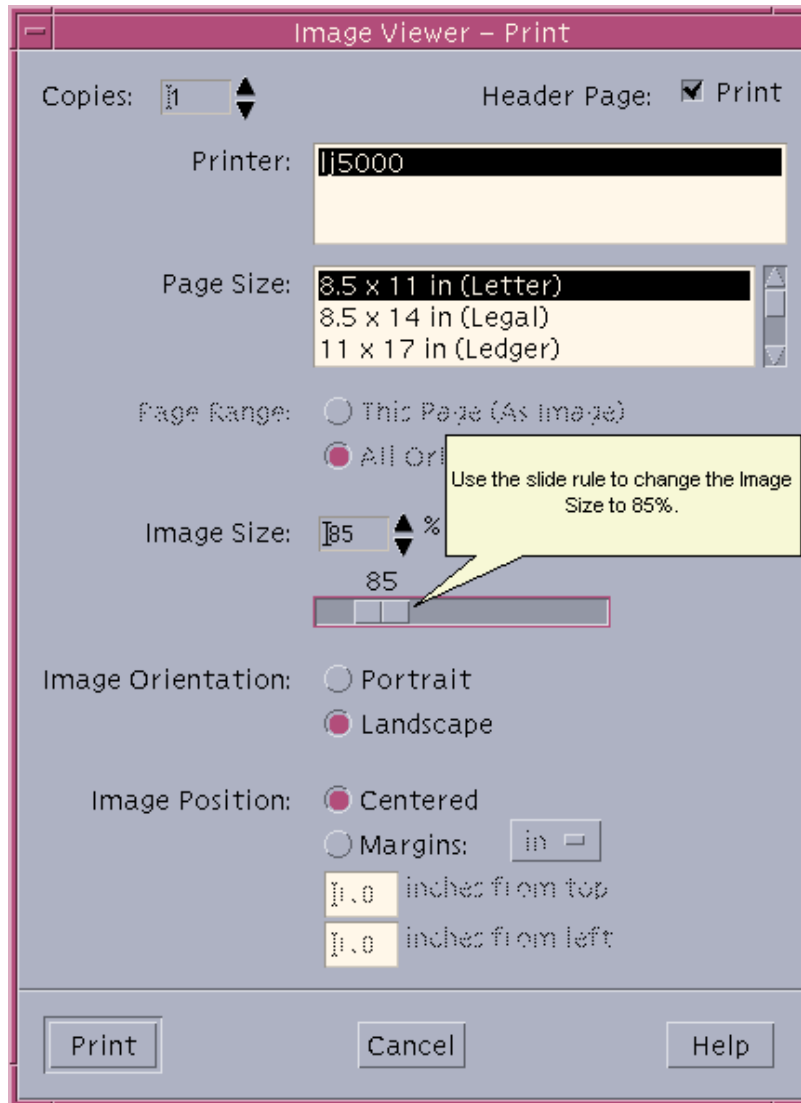 Image Viewer – Print
Copies: 1
Header Page: Print
Printer: lj5000
Page Size: 8.5 x 11 in (Letter)
8.5 x 14 in (Legal)
11 x 17 in (Ledger)
Page Range: This Page (As Image)
All
Use the slide rule to change the Image
Size to 85%.
Image Size: 85 %
85
Image Orientation: Portrait
Landscape
Image Position: Centered
Margins: in
1.0 inches from top
1.0 inches from left
Print Cancel Help